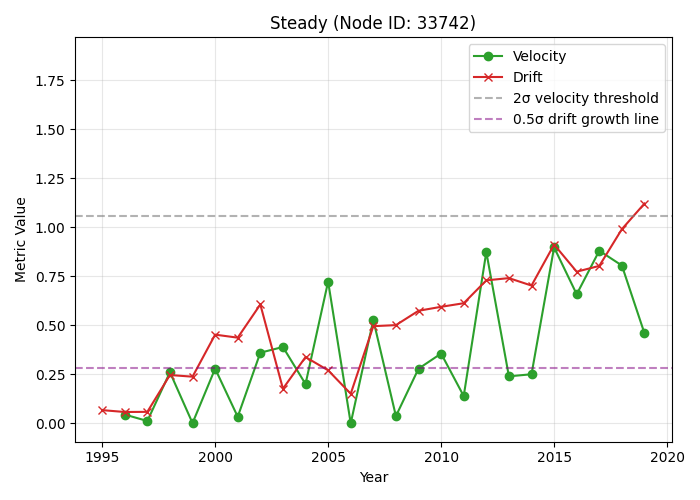 Steady (Node ID: 33742)
Velocity
Drift
2σ velocity threshold
0.5σ drift growth line
1.75
1.50
1.25
1.00
0.75
0.50
0.25
0.00
Metric Value
1995 2000 2005 2010 2015 2020
Year